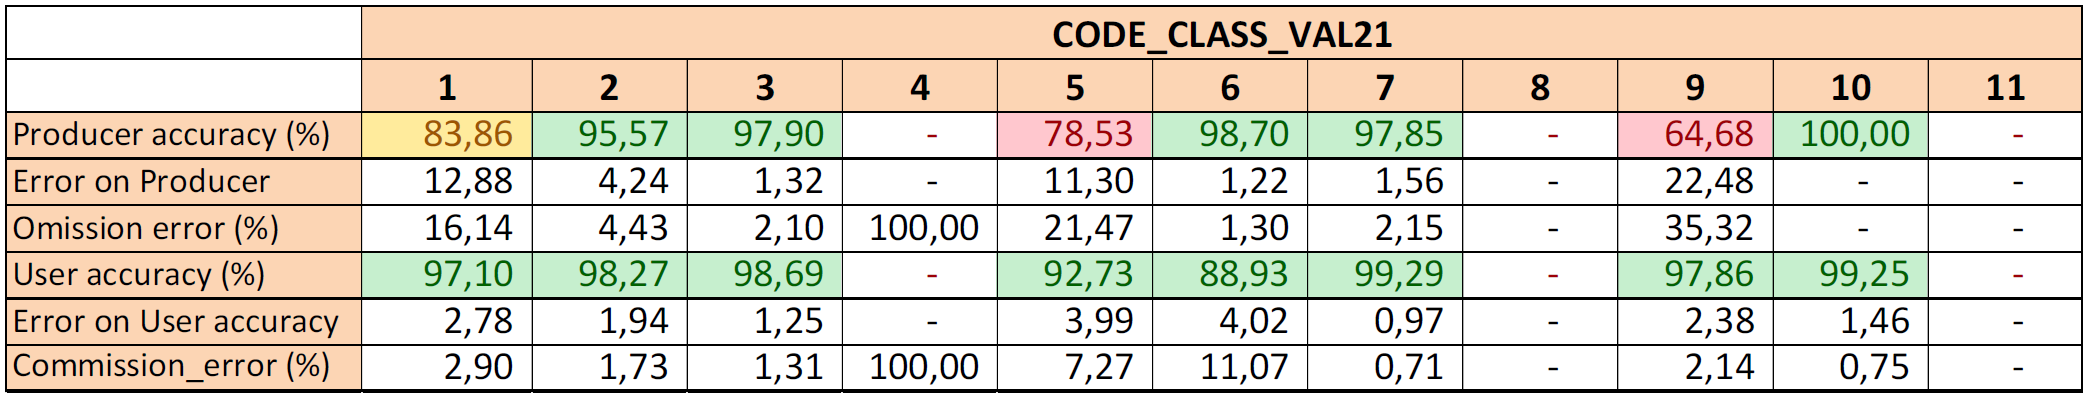 CODE_CLASS_VAL21
1 2 3 4 5 6 7 8 9 10 11
Producer accuracy (%) 83,86 95,57 97,90 - 78,53 98,70 97,85 - 64,68 100,00 -
Error on Producer 12,88 4,24 1,32 - 11,30 1,22 1,56 - 22,48 - -
Omission error (%) 16,14 4,43 2,10 100,00 21,47 1,30 2,15 - 35,32 - -
User accuracy (%) 97,10 98,27 98,69 - 92,73 88,93 99,29 - 97,86 99,25 -
Error on User accuracy 2,78 1,94 1,25 - 3,99 4,02 0,97 - 2,38 1,46 -
Commission_error (%) 2,90 1,73 1,31 100,00 7,27 11,07 0,71 - 2,14 0,75 -